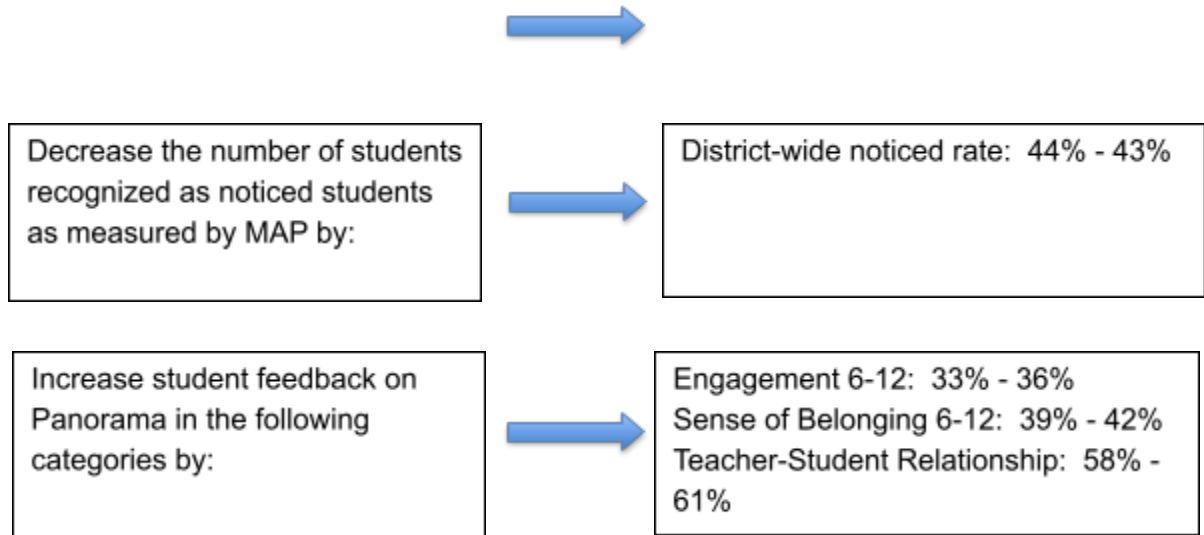 Decrease the number of students
recognized as noticed students
as measured by MAP by:
District-wide noticed rate:  44% - 43%
Increase student feedback on
Panorama in the following
categories by:
Engagement 6-12:  33% - 36%
Sense of Belonging 6-12:  39% - 42%
Teacher-Student Relationship:  58% -
61%